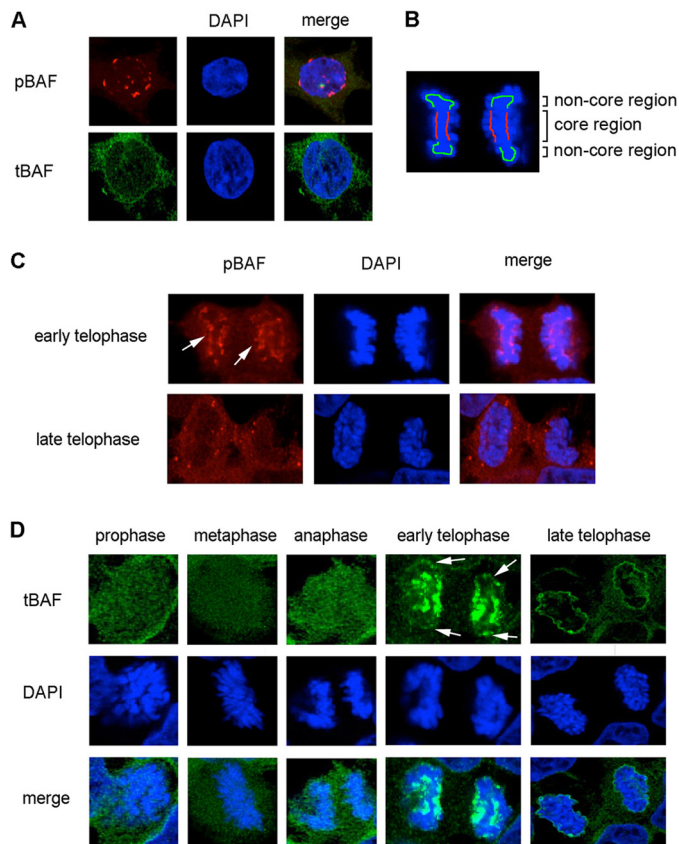 A
DAPI merge
pBAF
tBAF
B
non-core region
core region
non-core region
C
pBAF DAPI merge
early telophase
late telophase
D
prophase metaphase anaphase early telophase late telophase
tBAF
DAPI
merge